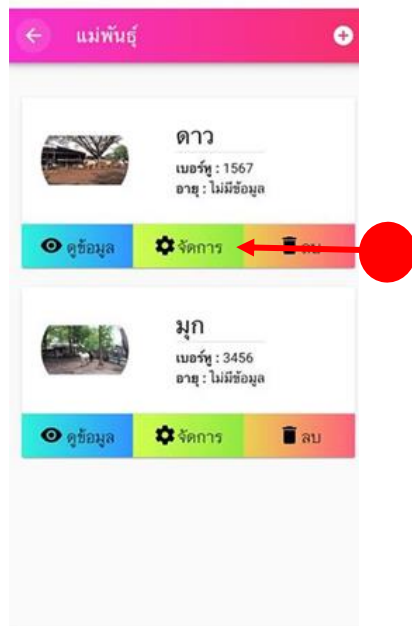 แม่พันธุ์
ดาว
เบอร์หู : 1567
อายุ : ไม่มีข้อมูล
ดูข้อมูล จัดการ ลบ
มุก
เบอร์หู : 3456
อายุ : ไม่มีข้อมูล
ดูข้อมูล จัดการ ลบ